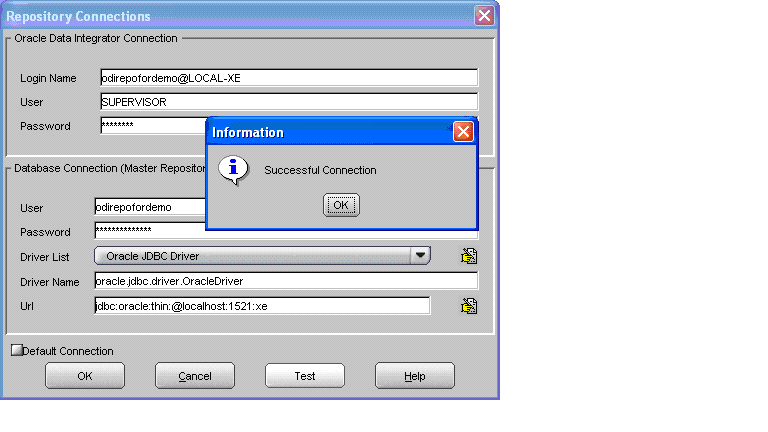 Repository Connections
Oracle Data Integrator Connection
Login Name odirepofordemo@LOCAL-XE
User SUPERVISOR
Password ********
Information
Successful Connection
OK
Database Connection (Master Repositor
User odirepofordemo
Password **************
Driver List Oracle JDBC Driver
Driver Name oracle.jdbc.driver.OracleDriver
Url jdbc:oracle:thin:@localhost:1521:xe
Default Connection
OK Cancel Test Help